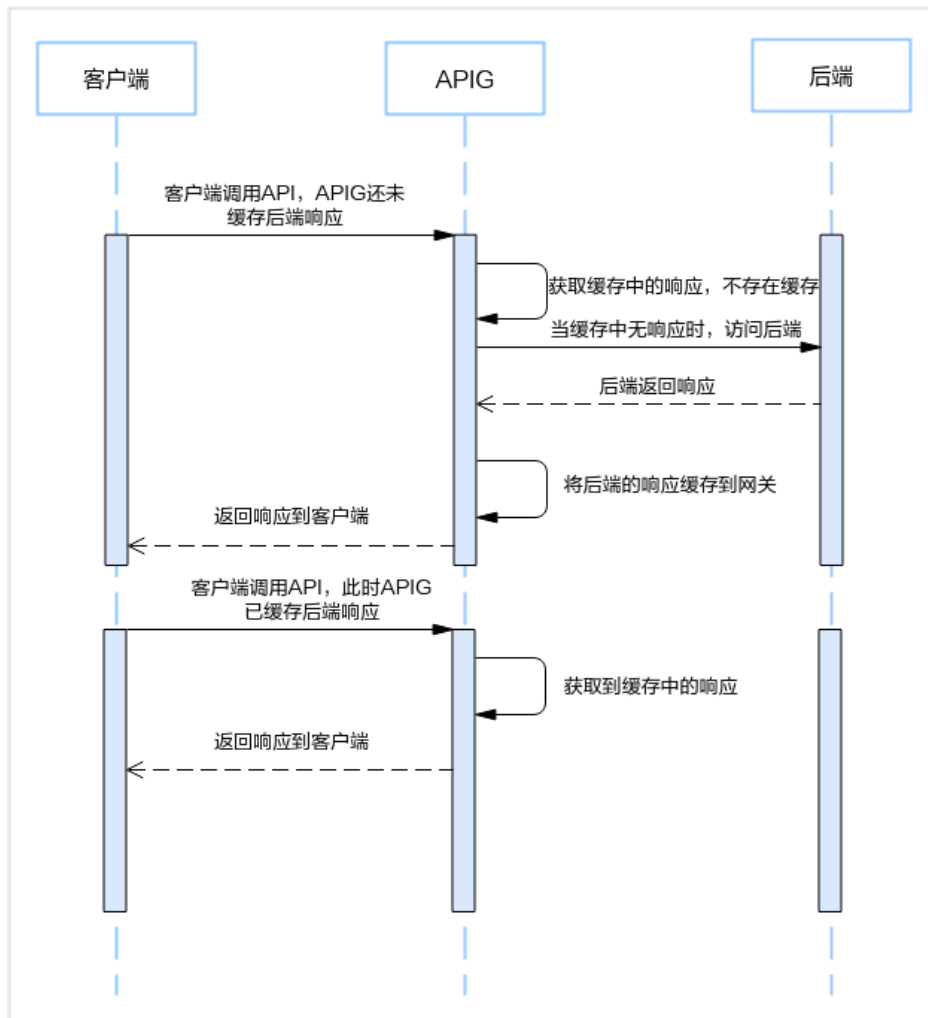 客户端
APIG
后端
客户端调用API，APIG还未
缓存后端响应
获取缓存中的响应，不存在缓存
当缓存中无响应时，访问后端
后端返回响应
将后端的响应缓存到网关
返回响应到客户端
客户端调用API，此时APIG
已缓存后端响应
获取到缓存中的响应
返回响应到客户端